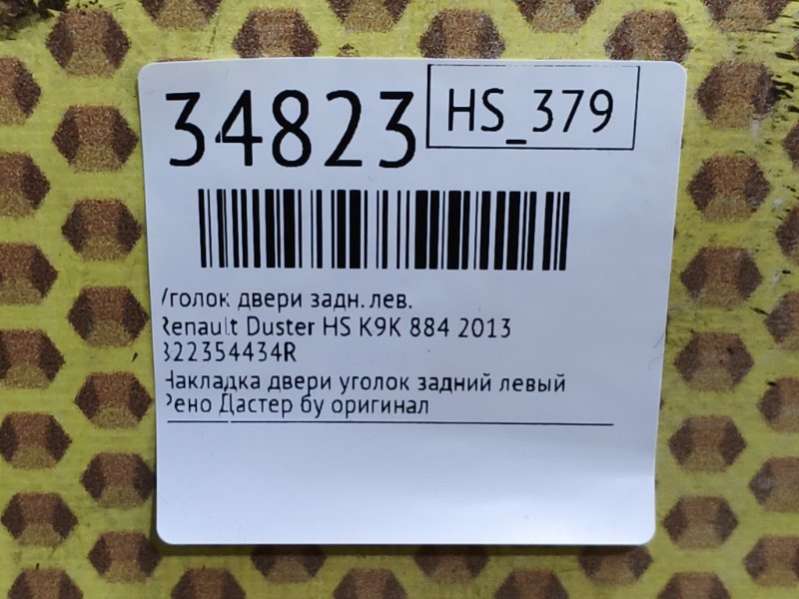 34823
HS_379
Уголок двери задн. лев.
Renault Duster HS K9K 884 2013
822354434R
Накладка двери уголок задний левый
Рено Дастер бу оригинал